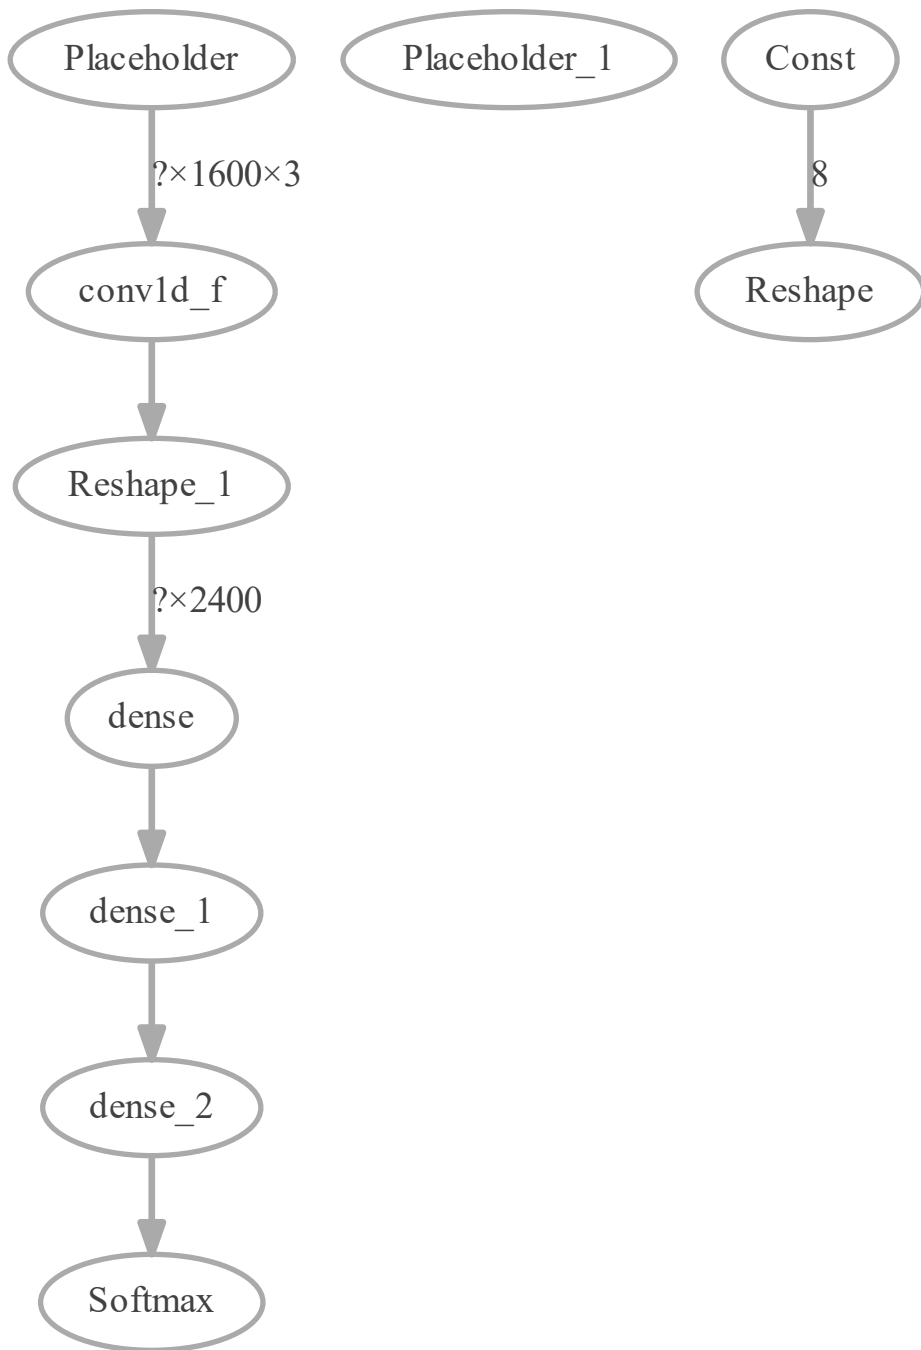 Placeholder
Placeholder_1
Const
?×1600×3
8
conv1d_f
Reshape
Reshape_1
?×2400
dense
dense_1
dense_2
Softmax